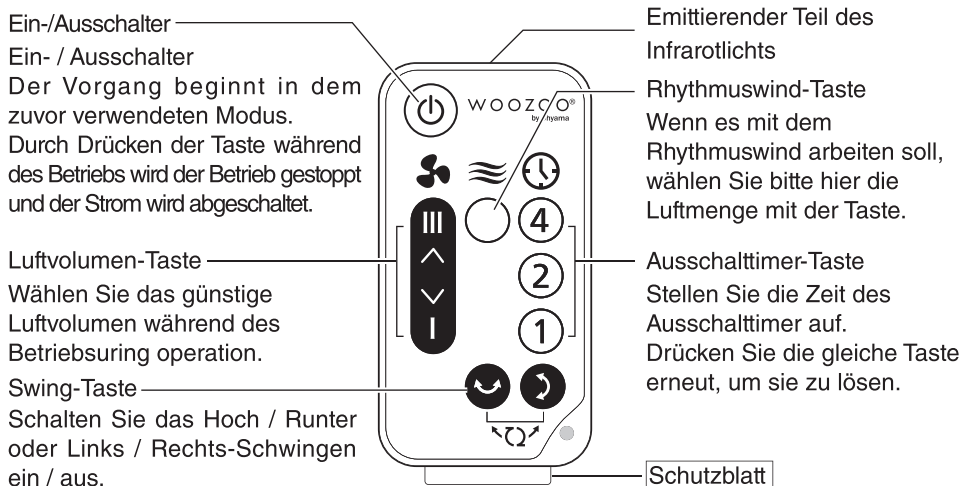 Ein-/Ausschalter
Ein- / Ausschalter
Der Vorgang beginnt in dem
zuvor verwendeten Modus.
Durch Drücken der Taste während
des Betriebs wird der Betrieb gestoppt
und der Strom wird abgeschaltet.
Luftvolumen-Taste
Wählen Sie das günstige
Luftvolumen während des
Betriebsuring operation.
Swing-Taste
Schalten Sie das Hoch / Runter
oder Links / Rechts-Schwingen
ein / aus.
WOOZOO®
by
III
I
4
2
1
Emittierender Teil des
Infrarotlichts
Rhythmuswind-Taste
Wenn es mit dem
Rhythmuswind arbeiten soll,
wählen Sie bitte hier die
Luftmenge mit der Taste.
Ausschalttimer-Taste
Stellen Sie die Zeit des
Ausschalttimer auf.
Drücken Sie die gleiche Taste
erneut, um sie zu lösen.
Schutzblatt